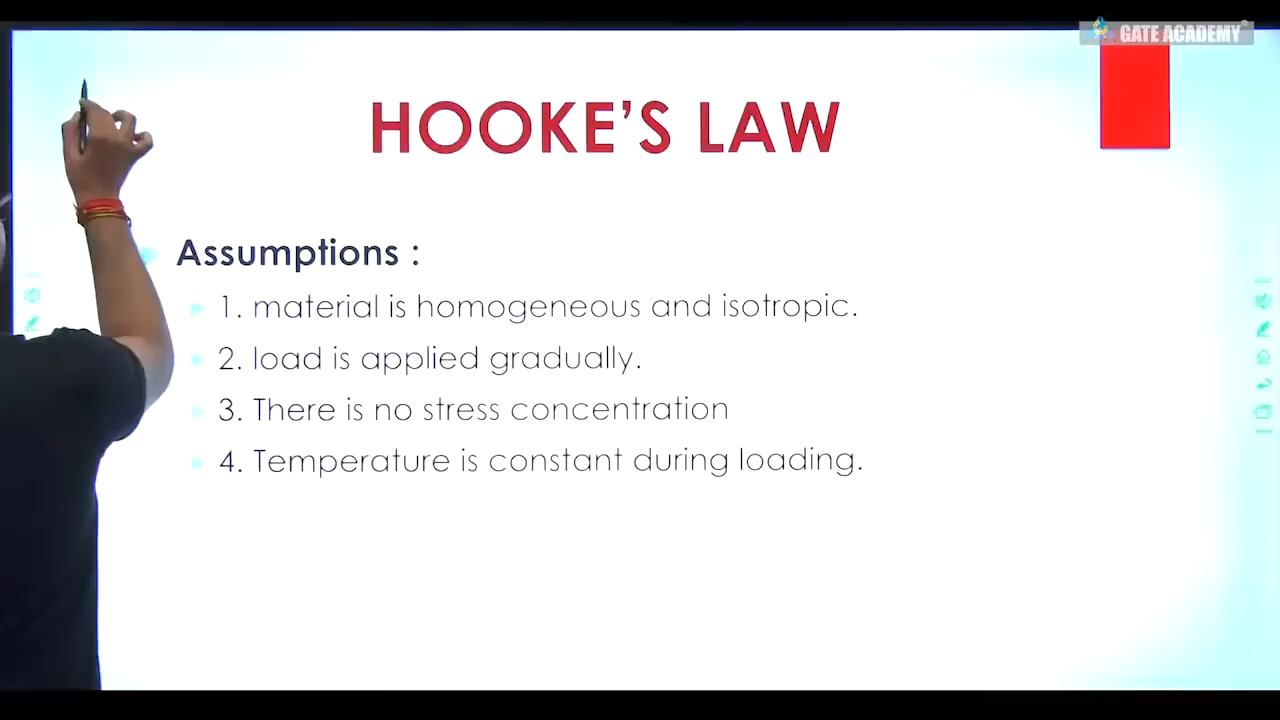 GATE ACADEMY
HOOKE'S LAW
Assumptions :
1. material is homogeneous and isotropic.
2. load is applied gradually.
3. There is no stress concentration
4. Temperature is constant during loading.